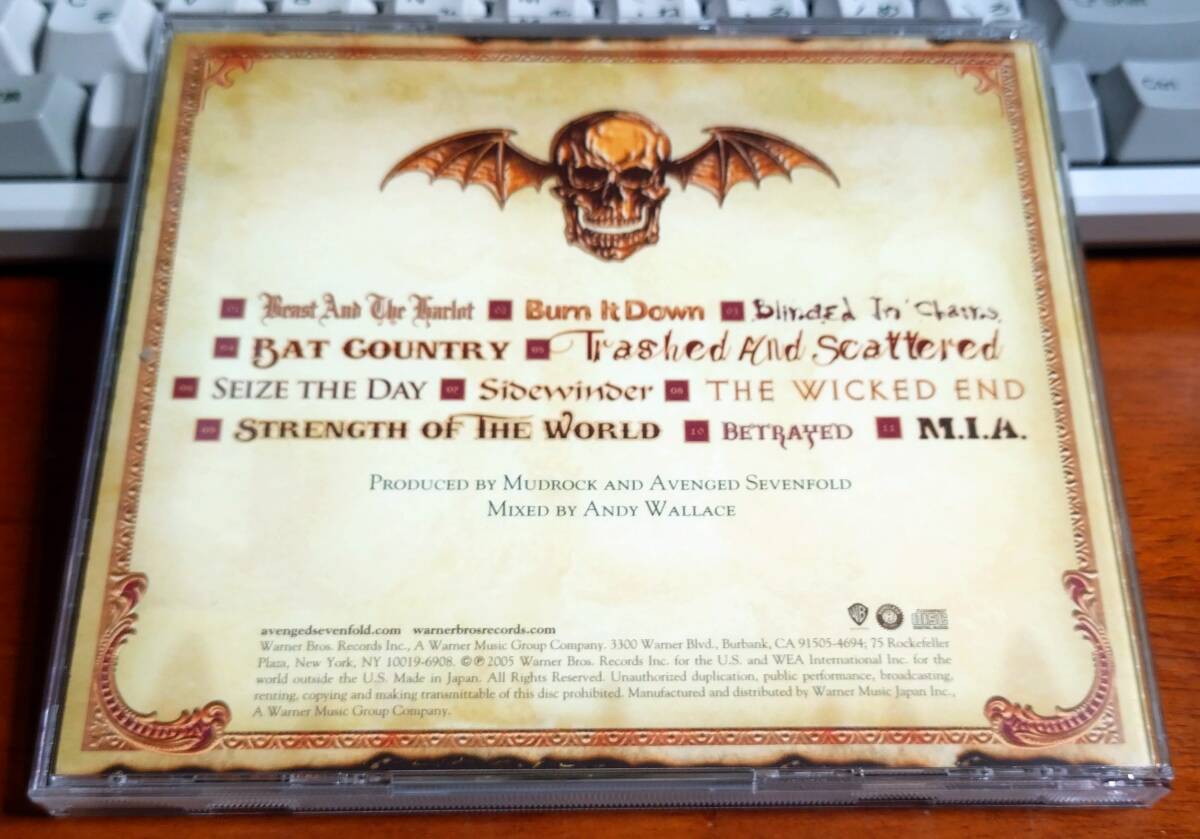 Ctrl
01 Beast And The Harlot 02 Burn It Down 03 Blinded In Chains
04 BAT COUNTRY 05 Trashed And Scattered
06 SEIZE THE DAY 07 Sidewinder 08 THE WICKED END
09 STRENGTH OF THE WORLD 10 BETRAYED 11 M.I.A.
PRODUCED BY MUDROCK AND AVENGED SEVENFOLD
MIXED BY ANDY WALLACE
avengedsevenfold.com warnerbrosrecords.com
Warner Bros. Records Inc., A Warner Music Group Company. 3300 Warner Blvd., Burbank, CA 91505-4694; 75 Rockefeller
Plaza, New York, NY 10019-6908. ©℗ 2005 Warner Bros. Records Inc. for the U.S. and WEA International Inc. for the
world outside the U.S. Made in Japan. All Rights Reserved. Unauthorized duplication, public performance, broadcasting,
renting, copying and making transmittable of this disc prohibited. Manufactured and distributed by Warner Music Japan Inc.,
A Warner Music Group Company.